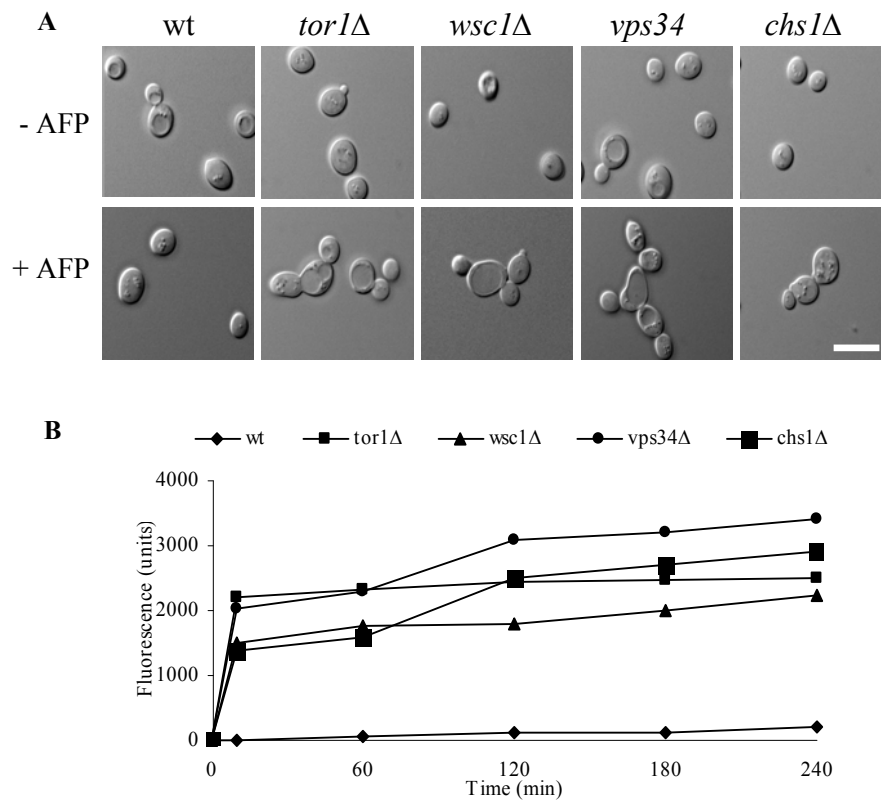 A
wt tor1Δ wsc1Δ vps34 chs1Δ
- AFP
+ AFP
B
wt tor1Δ wsc1Δ vps34Δ chs1Δ
4000
3000
2000
1000
0
Fluorescence (units)
0 60 120 180 240
Time (min)